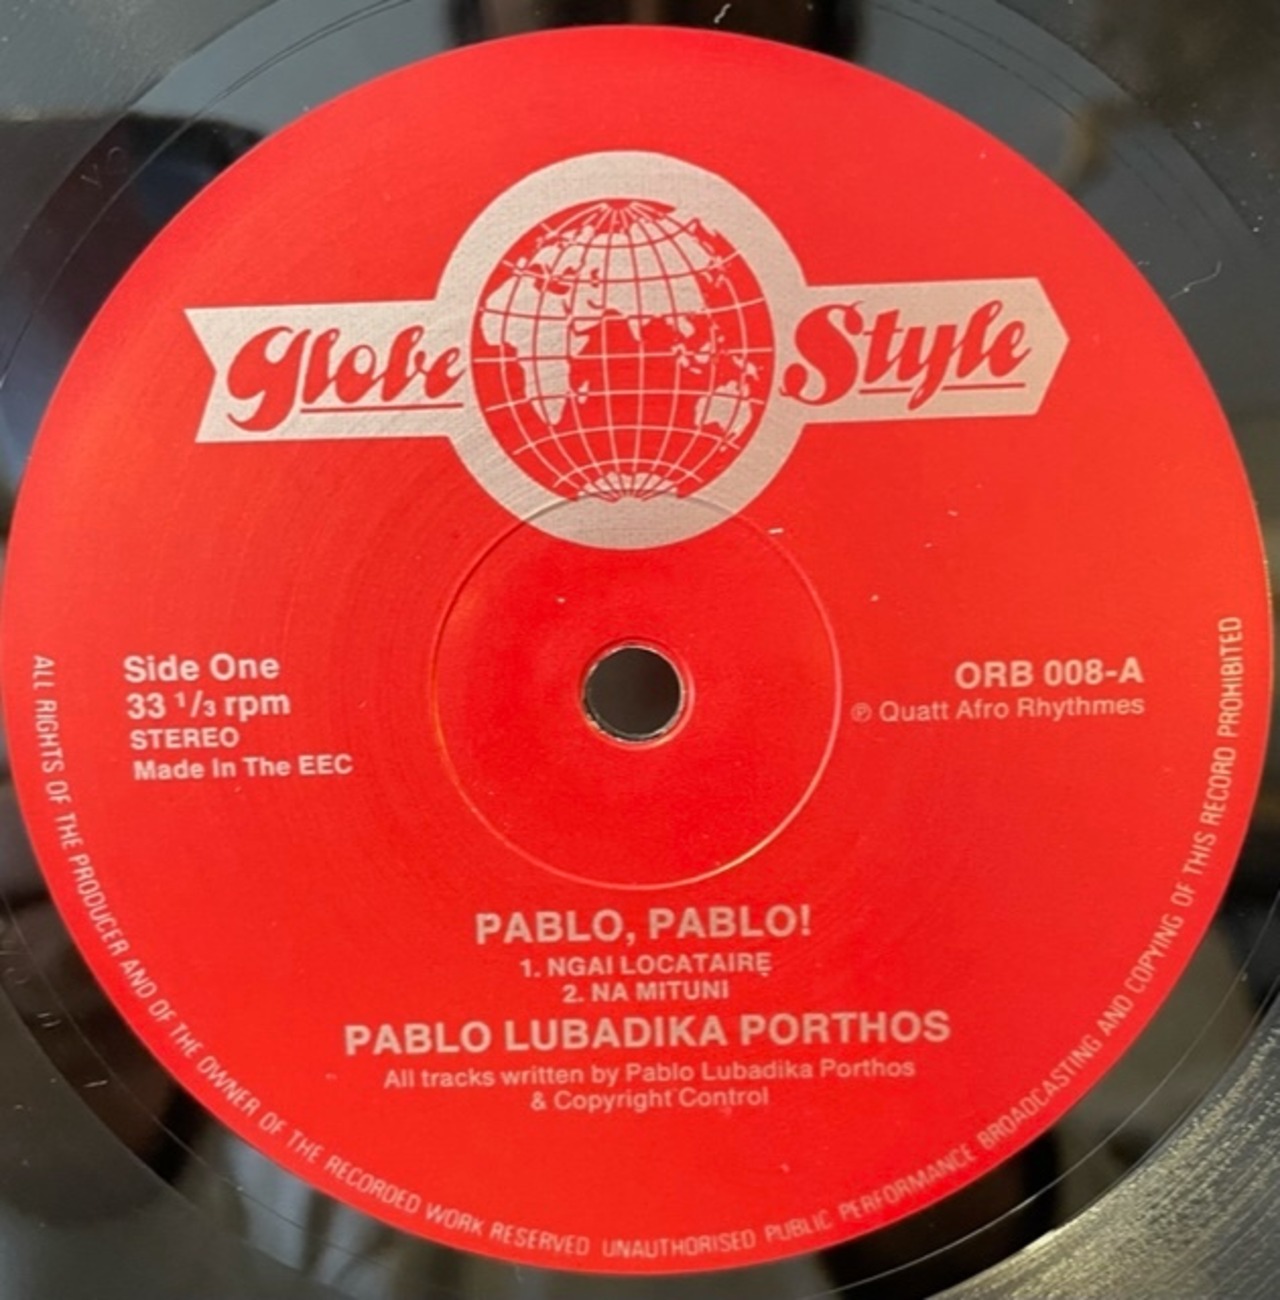 Globe Style
Side One
33 1/3 rpm
STEREO
Made In The EEC
ORB 008-A
℗ Quatt Afro Rhythmes
PABLO, PABLO!
1. NGAI LOCATAIRE
2. NA MITUNI
PABLO LUBADIKA PORTHOS
All tracks written by Pablo Lubadika Porthos
& Copyright Control
ALL RIGHTS OF THE PRODUCER AND OF THE OWNER OF THE RECORDED WORK RESERVED UNAUTHORISED PUBLIC PERFORMANCE BROADCASTING AND COPYING OF THIS RECORD PROHIBITED